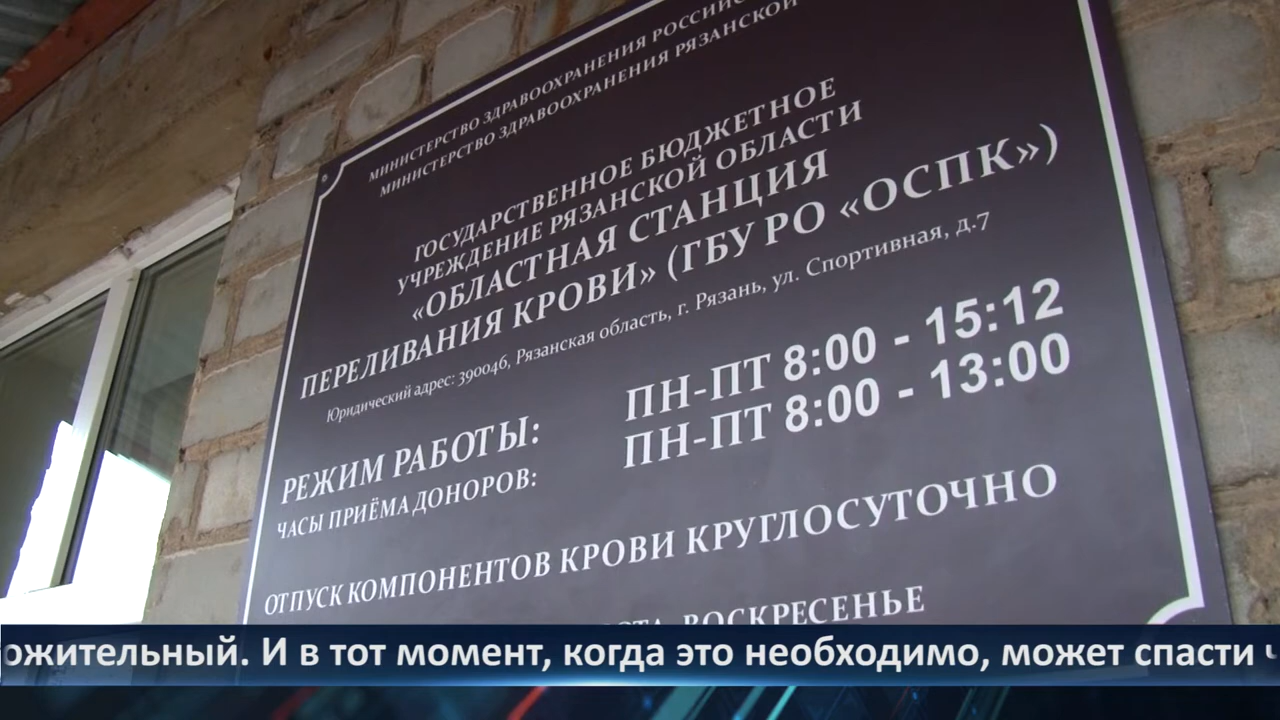 МИНИСТЕРСТВО ЗДРАВООХРАНЕНИЯ
МИНИСТЕРСТВО ЗДРАВООХРАНЕНИЯ РЯЗАНСКОЙ
ГОСУДАРСТВЕННОЕ БЮДЖЕТНОЕ
УЧРЕЖДЕНИЕ РЯЗАНСКОЙ ОБЛАСТИ
«ОБЛАСТНАЯ СТАНЦИЯ
ПЕРЕЛИВАНИЯ КРОВИ» (ГБУ РО «ОСПК»)
Юридический адрес: 390046, Рязанская область, г. Рязань, ул. Спортивная, д.7
РЕЖИМ РАБОТЫ: ПН-ПТ 8:00 - 15:12
ЧАСЫ ПРИЁМА ДОНОРОВ: ПН-ПТ 8:00 - 13:00
ОТПУСК КОМПОНЕНТОВ КРОВИ КРУГЛОСУТОЧНО
ВОСКРЕСЕНЬЕ
ожительный. И в тот момент, когда это необходимо, может спасти